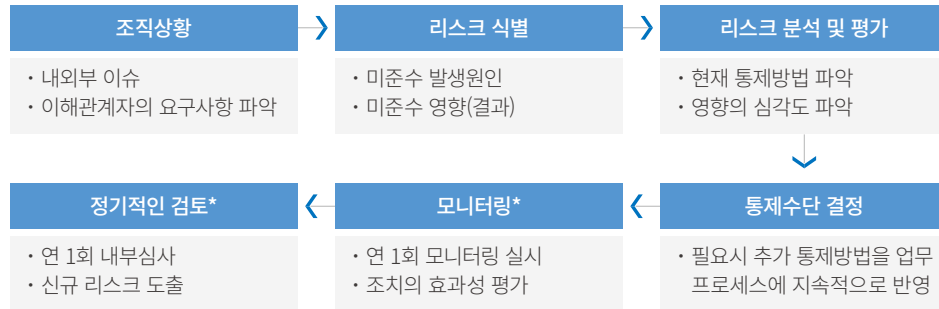 조직상황
・내외부 이슈
・이해관계자의 요구사항 파악
리스크 식별
・미준수 발생원인
・미준수 영향(결과)
리스크 분석 및 평가
・현재 통제방법 파악
・영향의 심각도 파악
통제수단 결정
・필요시 추가 통제방법을 업무
프로세스에 지속적으로 반영
모니터링*
・연 1회 모니터링 실시
・조치의 효과성 평가
정기적인 검토*
・연 1회 내부심사
・신규 리스크 도출